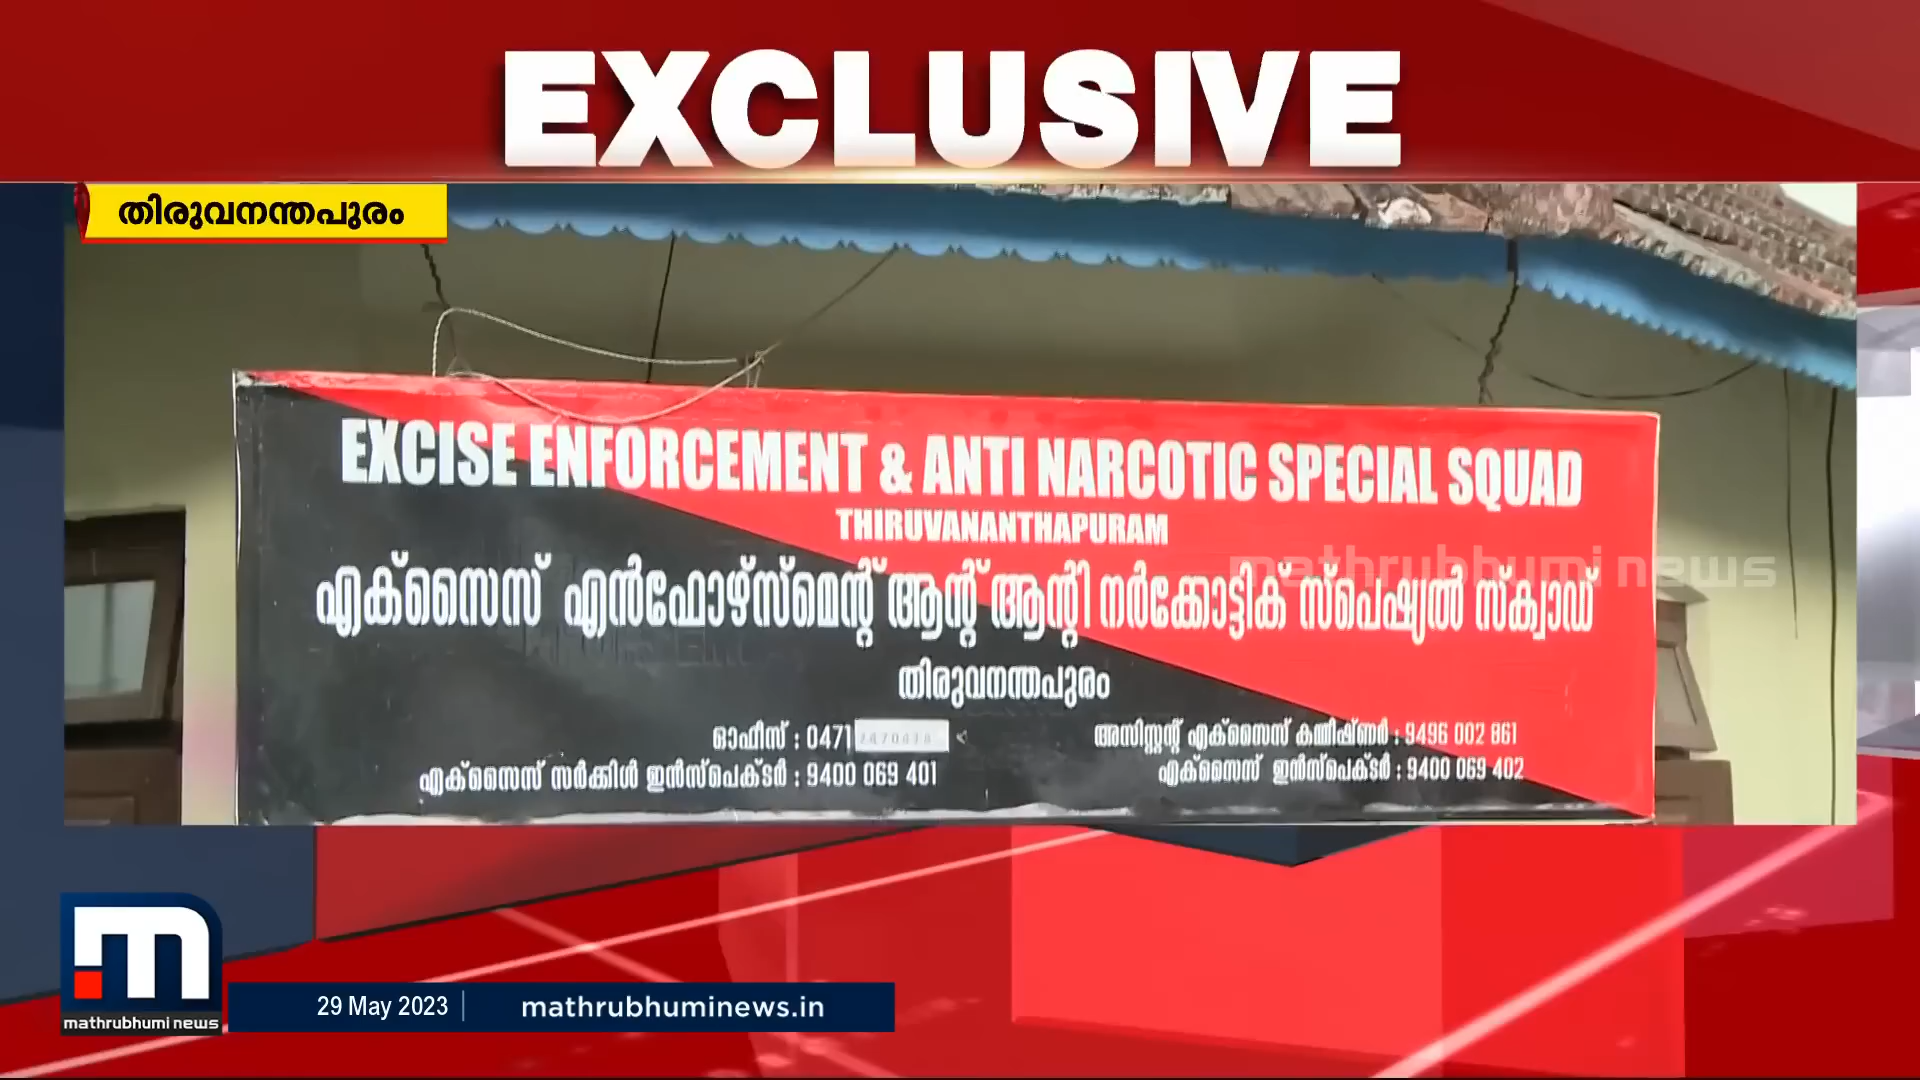 EXCLUSIVE
തിരുവനന്തപുരം
EXCISE ENFORCEMENT & ANTI NARCOTIC SPECIAL SQUAD
THIRUVANANTHAPURAM
mathrubhumi news
എക്സൈസ് എൻഫോഴ്സ്മെന്റ് ആന്റ് ആന്റി നർക്കോട്ടിക് സ്പെഷ്യൽ സ്ക്വാഡ്
തിരുവനന്തപുരം
ഓഫീസ് : 0471
അസിസ്റ്റന്റ് എക്സൈസ് കമ്മീഷ്ണർ : 9496 002 861
എക്സൈസ് സർക്കിൾ ഇൻസ്പെക്ടർ : 9400 069 401
എക്സൈസ് ഇൻസ്പെക്ടർ : 9400 069 402
mathrubhumi news
29 May 2023
mathrubhuminews.in